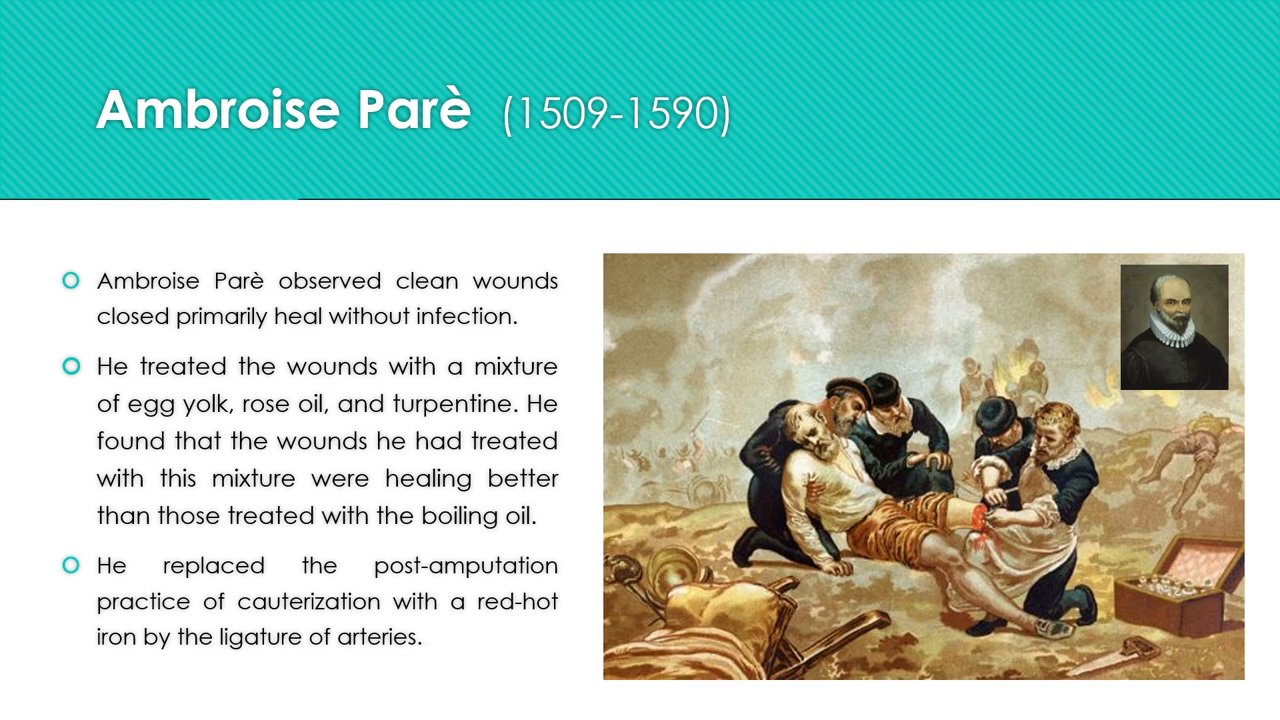 Ambroise Parè (1509-1590)
Ambroise Parè observed clean wounds
closed primarily heal without infection.
He treated the wounds with a mixture
of egg yolk, rose oil, and turpentine. He
found that the wounds he had treated
with this mixture were healing better
than those treated with the boiling oil.
He replaced the post-amputation
practice of cauterization with a red-hot
iron by the ligature of arteries.